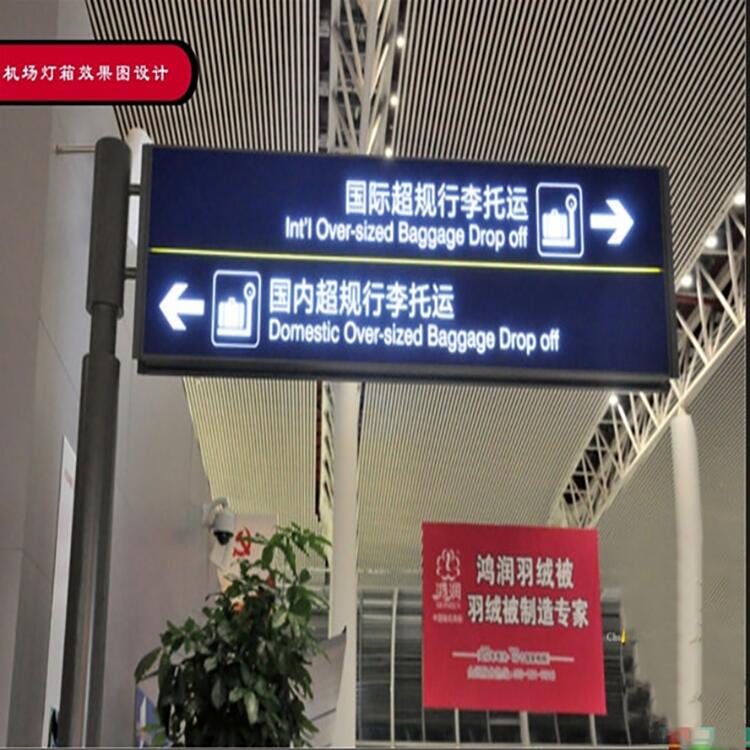 机场灯箱效果图设计
国际超规行李托运
Int'l Over-sized Baggage Drop off
国内超规行李托运
Domestic Over-sized Baggage Drop off
鸿润羽绒被
羽绒被制造专家
鸿润